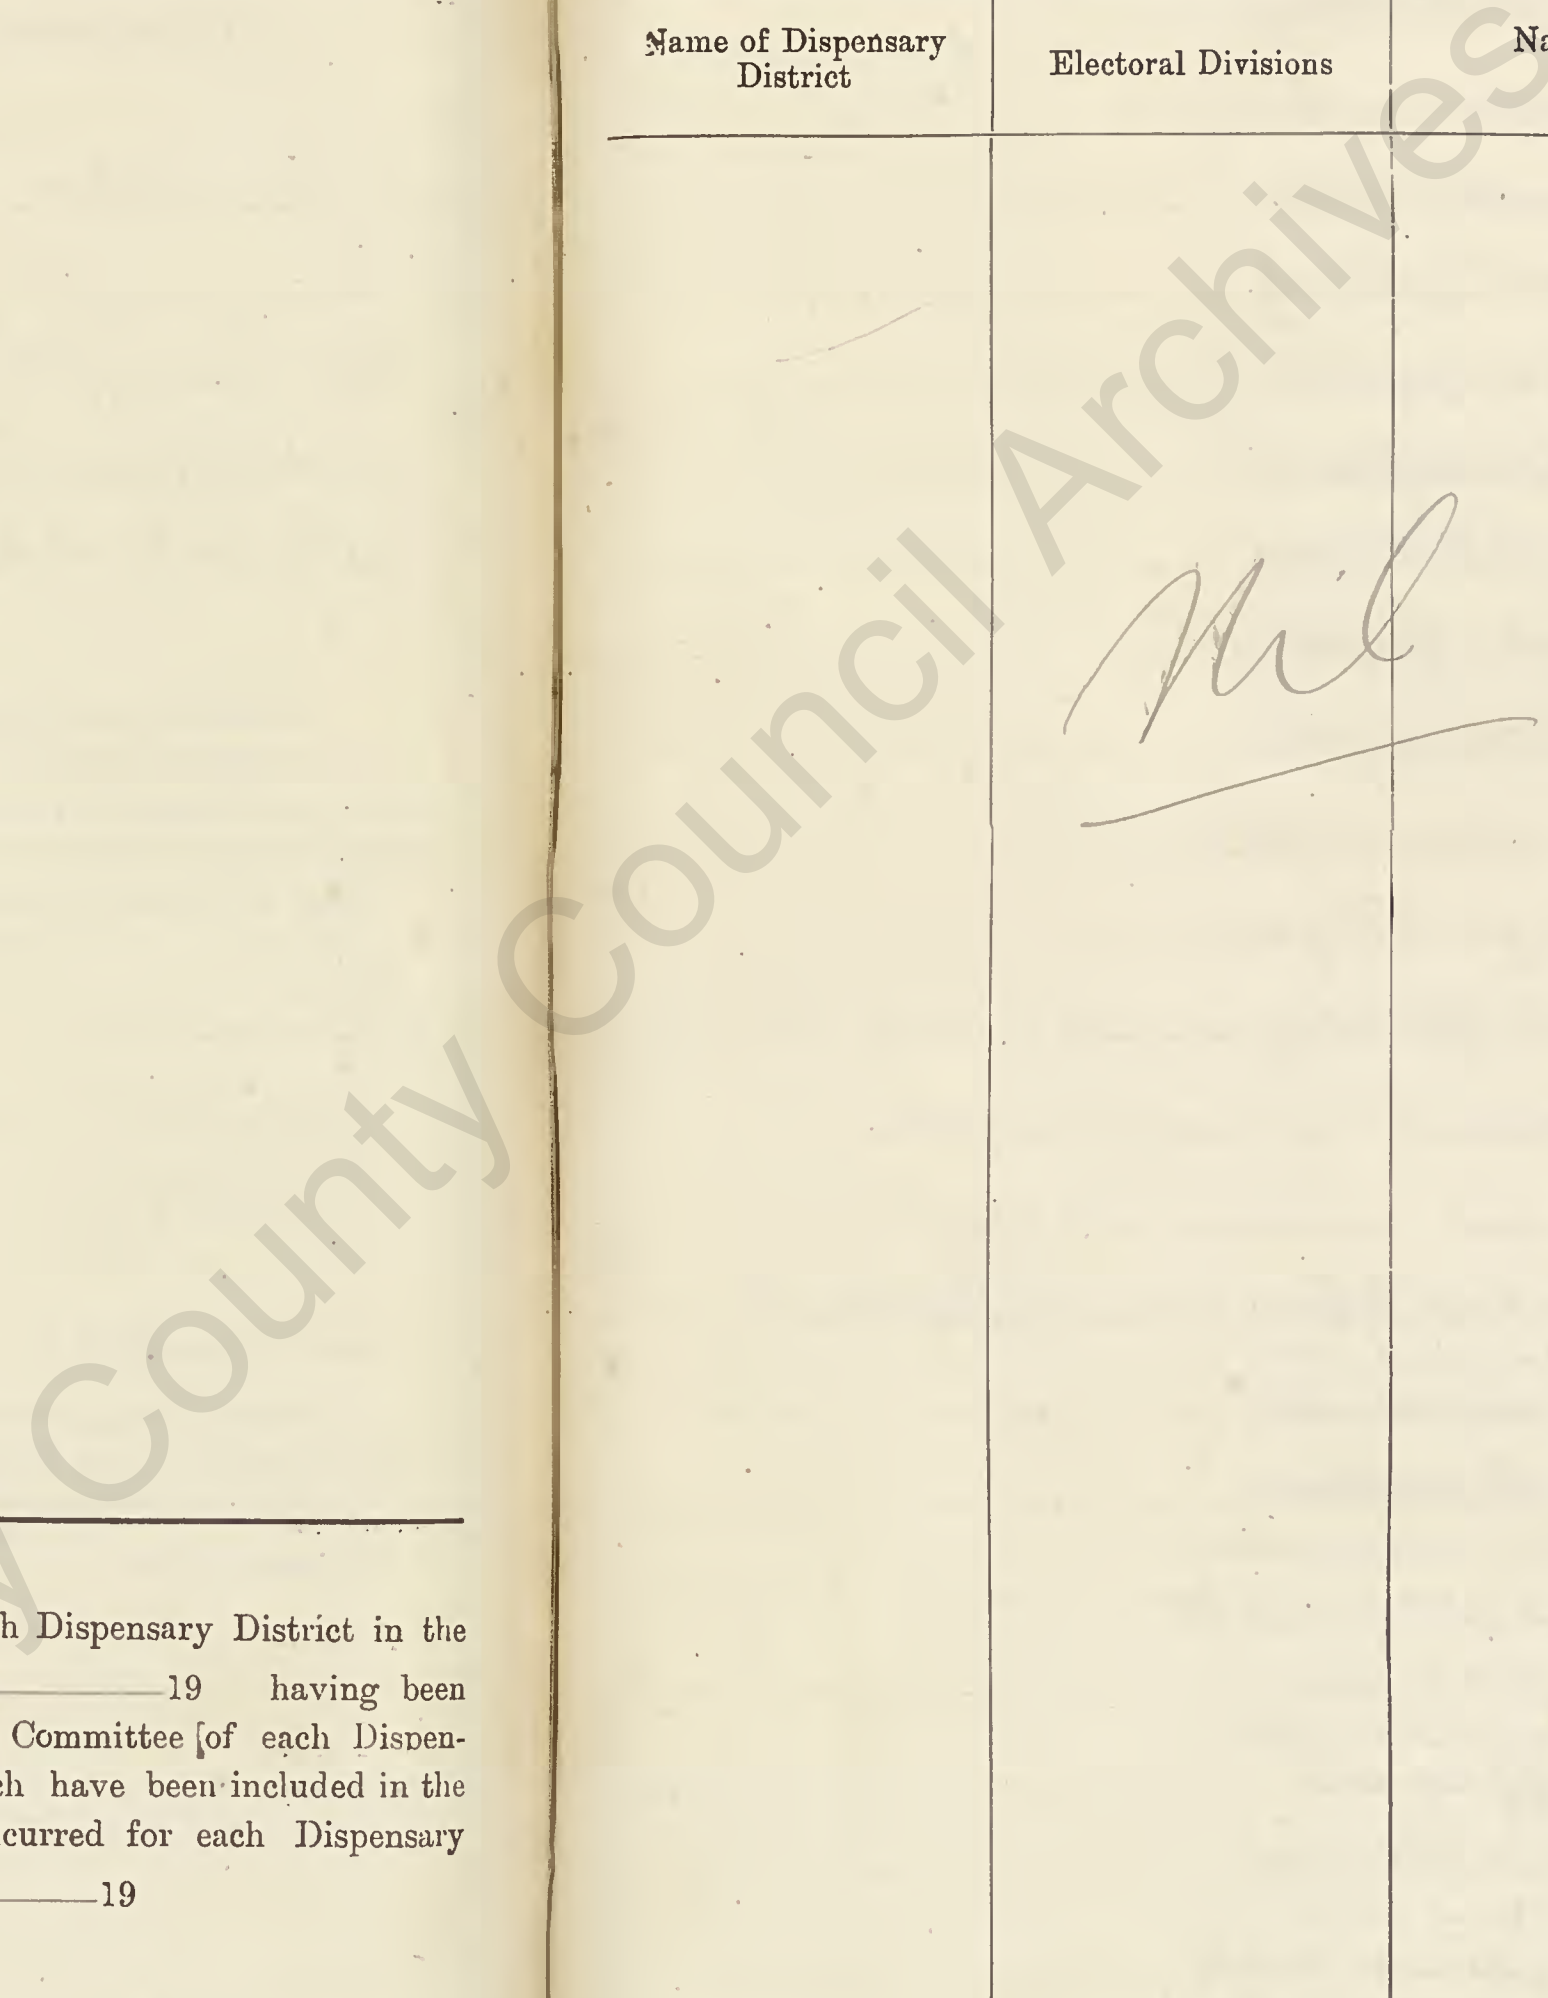 h Dispensary District in the
19 having been
Committee [of each Dispen-
ch have been included in the
curred for each Dispensary
19
Name of Dispensary
District
Electoral Divisions
Na
Nil
y County Council Archives